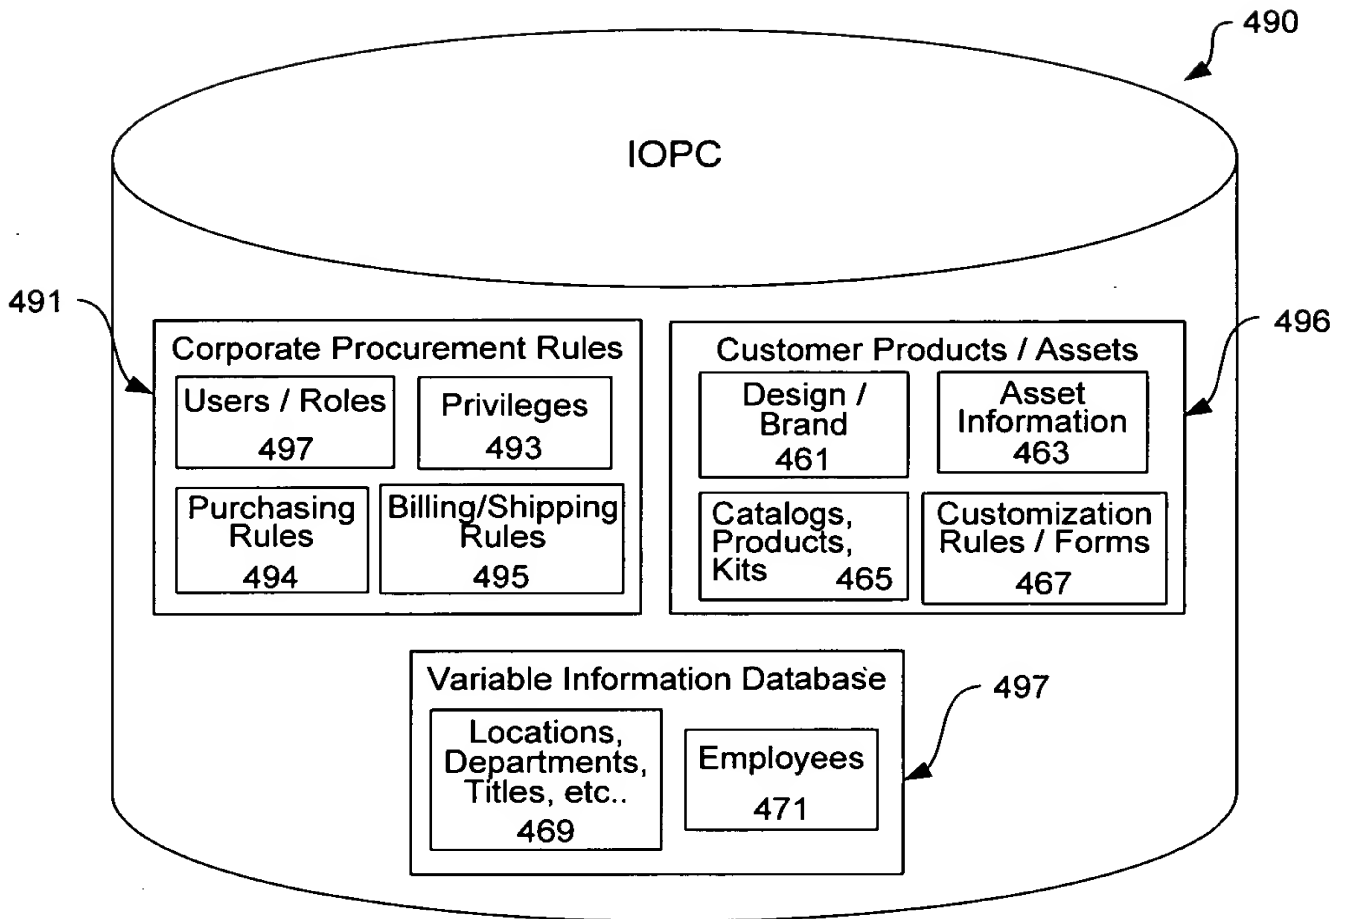 490
IOPC
491
496
Corporate Procurement Rules
Users / Roles
497
Privileges
493
Purchasing
Rules
494
Billing/Shipping
Rules
495
Customer Products / Assets
Design /
Brand
461
Asset
Information
463
Catalogs,
Products,
Kits 465
Customization
Rules / Forms
467
Variable Information Database
497
Locations,
Departments,
Titles, etc..
469
Employees
471